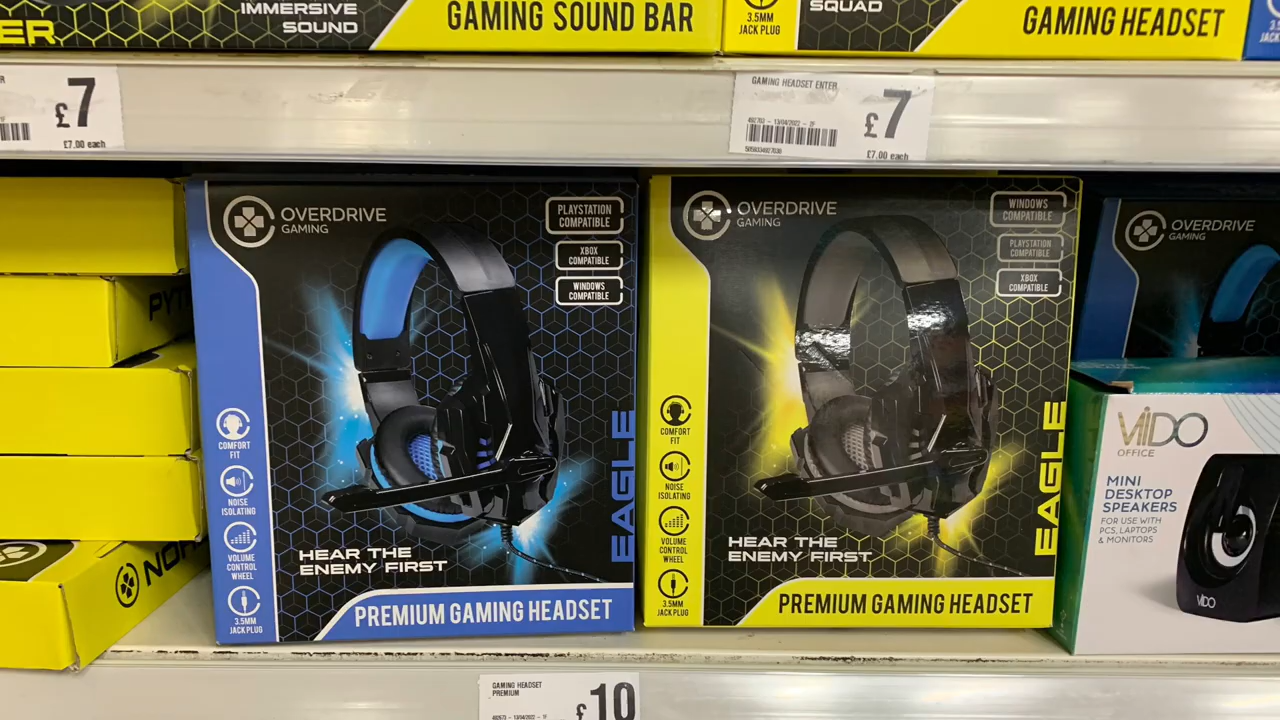 ER
IMMERSIVE
SOUND
GAMING SOUND BAR
3.5MM
JACK PLUG
SQUAD
GAMING HEADSET
£7
£7.00 each
GAMING HEADSET ENTER
£7
£7.00 each
OVERDRIVE
GAMING
PLAYSTATION
COMPATIBLE
XBOX
COMPATIBLE
WINDOWS
COMPATIBLE
COMFORT
FIT
NOISE
ISOLATING
VOLUME
CONTROL
WHEEL
3.5MM
JACK PLUG
EAGLE
HEAR THE
ENEMY FIRST
PREMIUM GAMING HEADSET
OVERDRIVE
GAMING
WINDOWS
COMPATIBLE
PLAYSTATION
COMPATIBLE
XBOX
COMPATIBLE
COMFORT
FIT
NOISE
ISOLATING
VOLUME
CONTROL
WHEEL
3.5MM
JACK PLUG
EAGLE
HEAR THE
ENEMY FIRST
PREMIUM GAMING HEADSET
OVERDRIVE
GAMING
VIDO
OFFICE
MINI
DESKTOP
SPEAKERS
FOR USE WITH
PCS, LAPTOPS
& MONITORS
VIDO
GAMING HEADSET
PREMIUM
£10